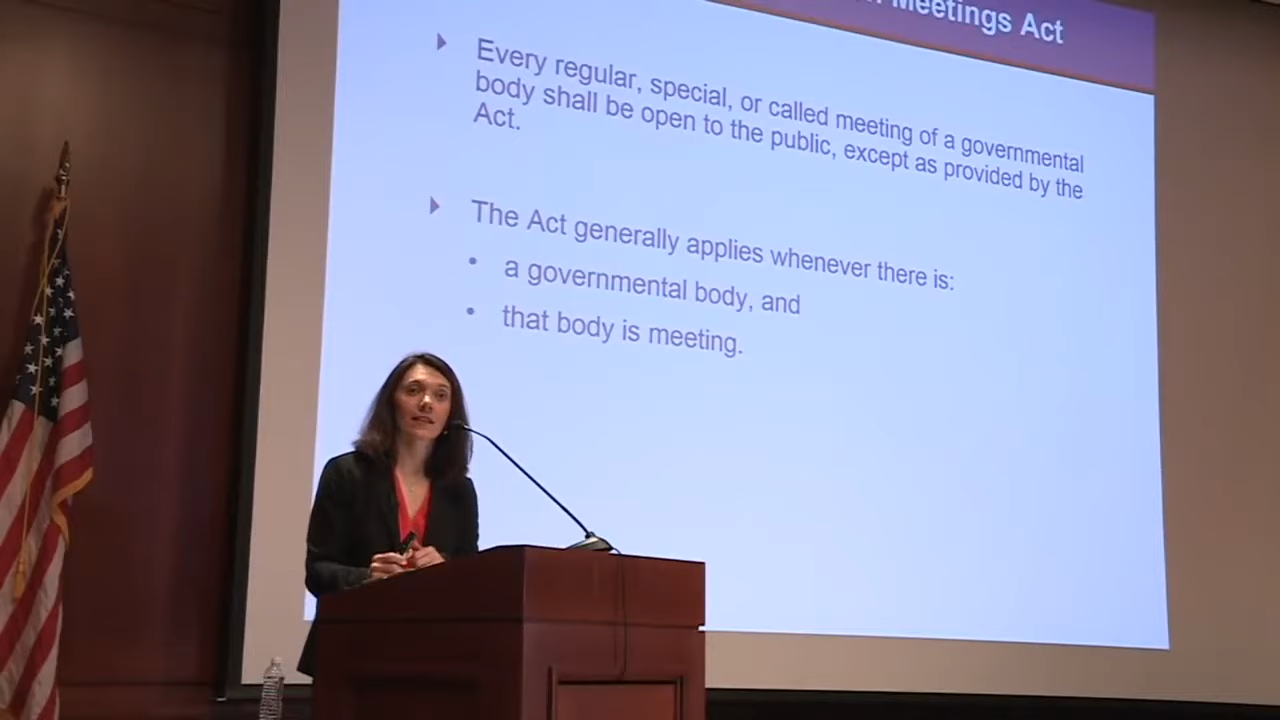 Meetings Act
Every regular, special, or called meeting of a governmental
body shall be open to the public, except as provided by the
Act.
The Act generally applies whenever there is:
a governmental body, and
that body is meeting.